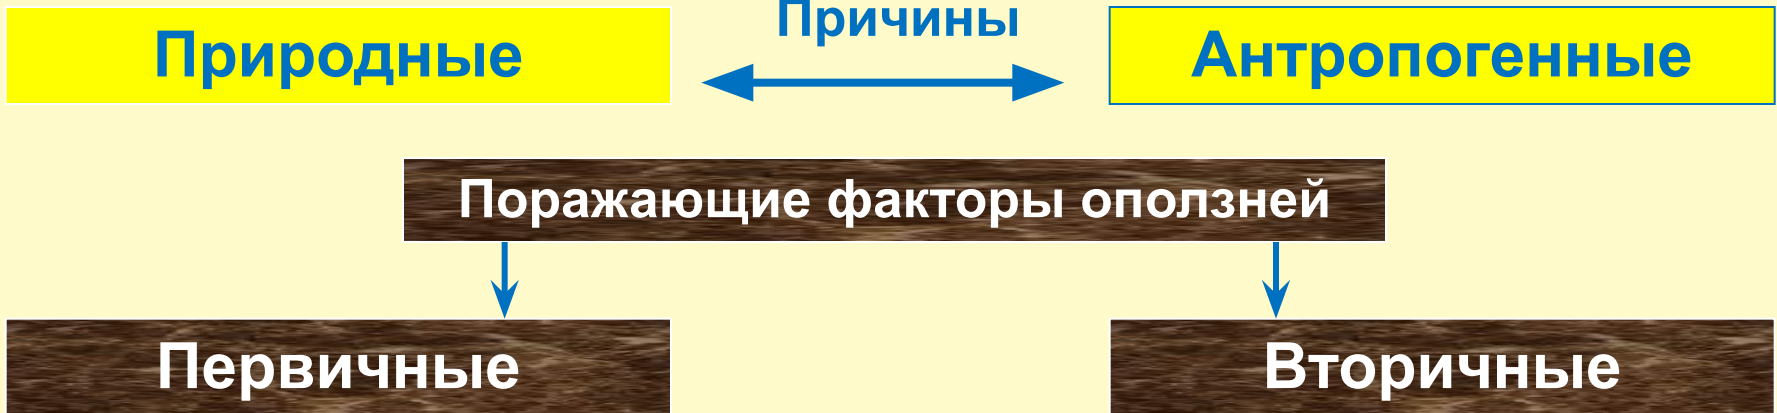 Причины
Природные
Антропогенные
Поражающие факторы оползней
Первичные
Вторичные